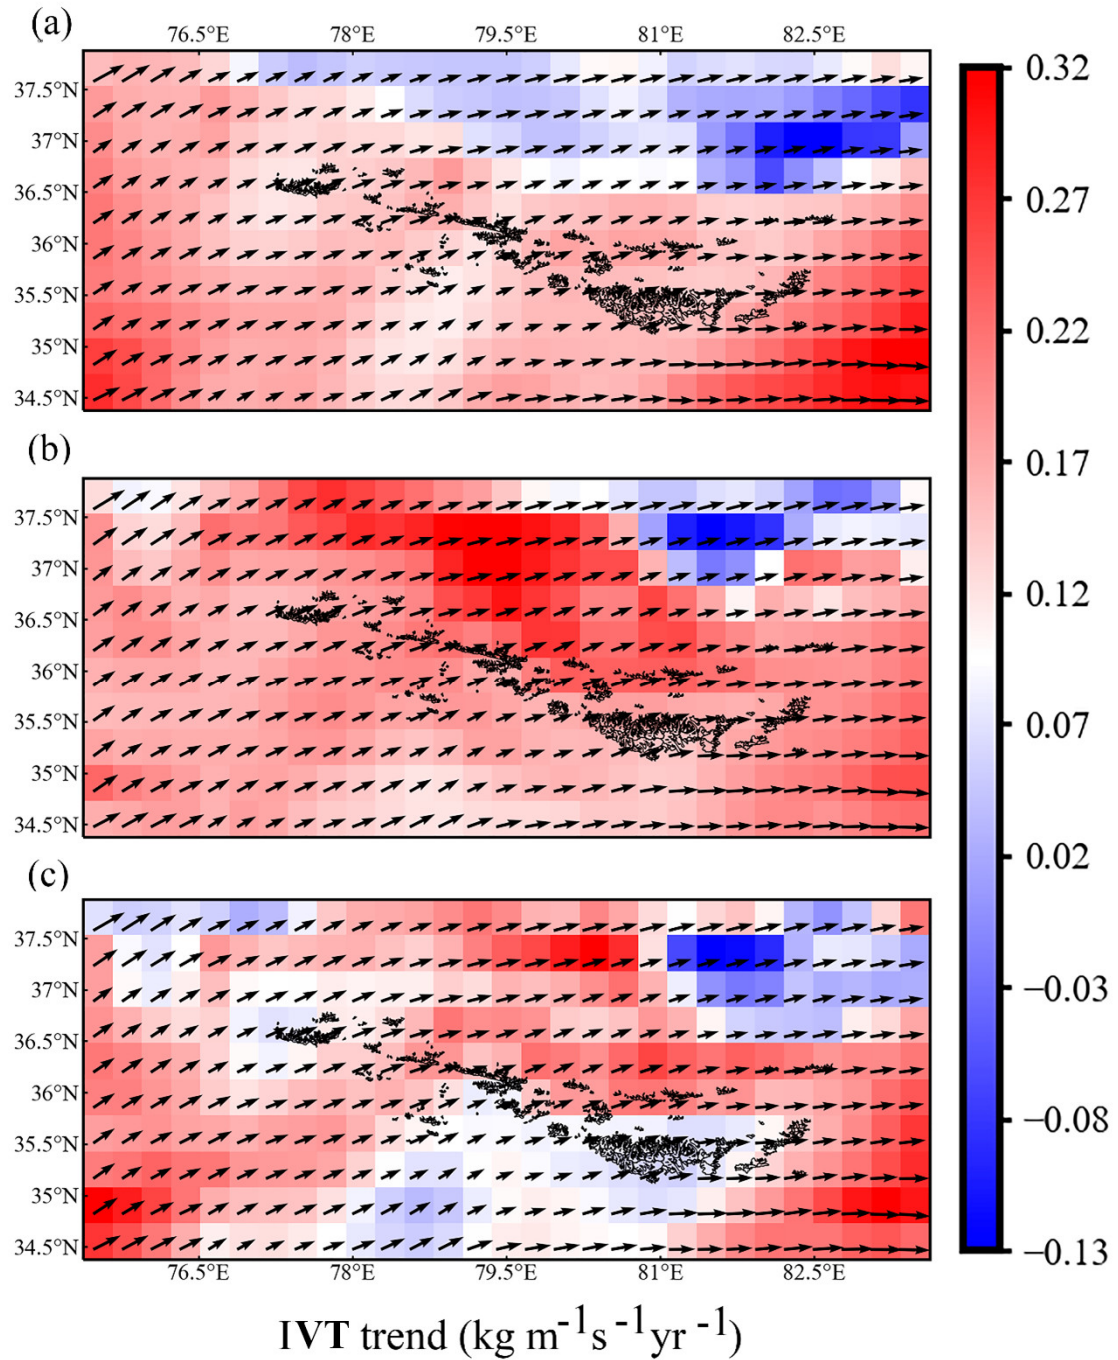 (a)
76.5°E 78°E 79.5°E 81°E 82.5°E
37.5°N
37°N
36.5°N
36°N
35.5°N
35°N
34.5°N
(b)
37.5°N
37°N
36.5°N
36°N
35.5°N
35°N
34.5°N
(c)
37.5°N
37°N
36.5°N
36°N
35.5°N
35°N
34.5°N
76.5°E 78°E 79.5°E 81°E 82.5°E
0.32
0.27
0.22
0.17
0.12
0.07
0.02
−0.03
−0.08
−0.13
IVT trend (kg m⁻¹s⁻¹yr⁻¹)